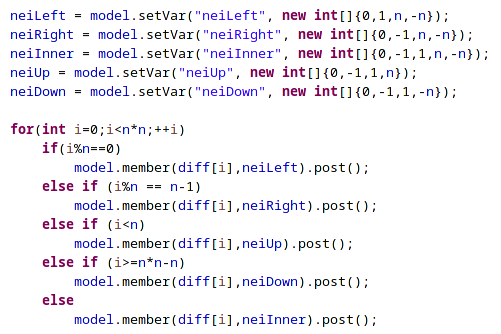 neiLeft = model.setVar("neiLeft", new int[]{0,1,n,-n});
neiRight = model.setVar("neiRight", new int[]{0,-1,n,-n});
neiInner = model.setVar("neiInner", new int[]{0,-1,1,n,-n});
neiUp = model.setVar("neiUp", new int[]{0,-1,1,n});
neiDown = model.setVar("neiDown", new int[]{0,-1,1,-n});

for(int i=0;i<n*n;++i)
    if(i%n==0)
        model.member(diff[i],neiLeft).post();
    else if (i%n == n-1)
        model.member(diff[i],neiRight).post();
    else if (i<n)
        model.member(diff[i],neiUp).post();
    else if (i>=n*n-n)
        model.member(diff[i],neiDown).post();
    else
        model.member(diff[i],neiInner).post();